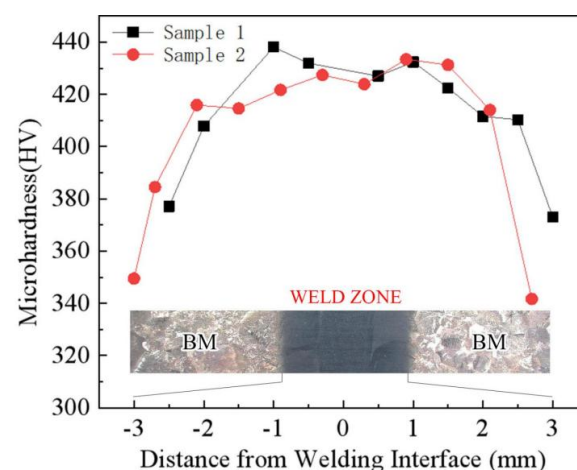 Sample 1
Sample 2
Microhardness(HV)
440
420
400
380
360
340
320
300
WELD ZONE
BM
BM
-3 -2 -1 0 1 2 3
Distance from Welding Interface (mm)